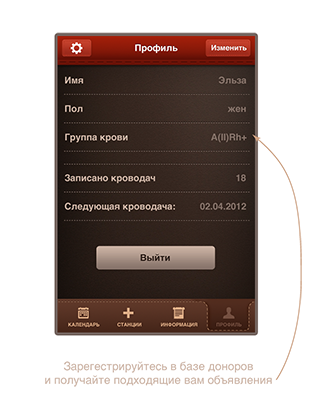 Профиль
Изменить
Имя Эльза
Пол жен
Группа крови A(II)Rh+
Записано кроводач 18
Следующая кроводача: 02.04.2012
Выйти
КАЛЕНДАРЬ СТАНЦИИ ИНФОРМАЦИЯ ПРОФИЛЬ
Зарегестрируйтесь в базе доноров
и получайте подходящие вам объявления